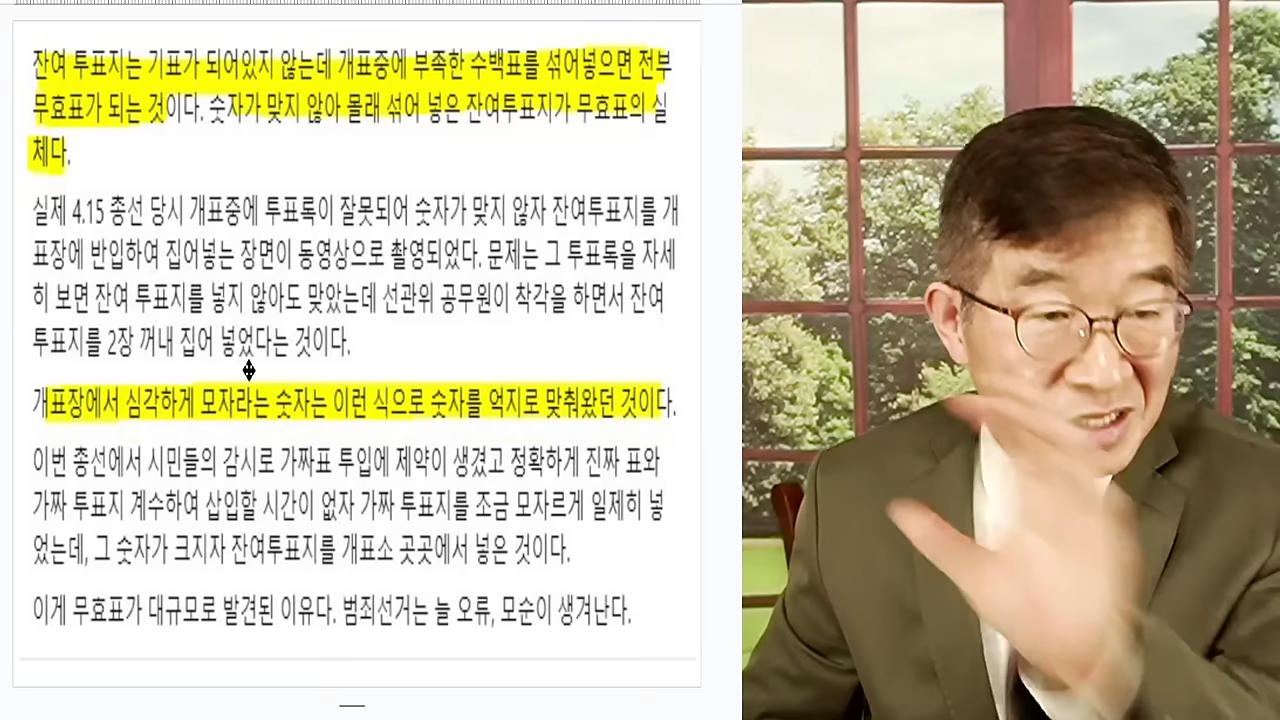 잔여 투표지는 기표가 되어있지 않는데 개표중에 부족한 수백표를 섞어넣으면 전부
무효표가 되는 것이다. 숫자가 맞지 않아 몰래 섞어 넣은 잔여투표지가 무효표의 실
체다.
실제 4.15 총선 당시 개표중에 투표록이 잘못되어 숫자가 맞지 않자 잔여투표지를 개
표장에 반입하여 집어넣는 장면이 동영상으로 촬영되었다. 문제는 그 투표록을 자세
히 보면 잔여 투표지를 넣지 않아도 맞았는데 선관위 공무원이 착각을 하면서 잔여
투표지를 2장 꺼내 집어 넣었다는 것이다.
개표장에서 심각하게 모자라는 숫자는 이런 식으로 숫자를 억지로 맞춰왔던 것이다.
이번 총선에서 시민들의 감시로 가짜표 투입에 제약이 생겼고 정확하게 진짜 표와
가짜 투표지 계수하여 삽입할 시간이 없자 가짜 투표지를 조금 모자르게 일제히 넣
었는데, 그 숫자가 크지자 잔여투표지를 개표소 곳곳에서 넣은 것이다.
이게 무효표가 대규모로 발견된 이유다. 범죄선거는 늘 오류, 모순이 생겨난다.